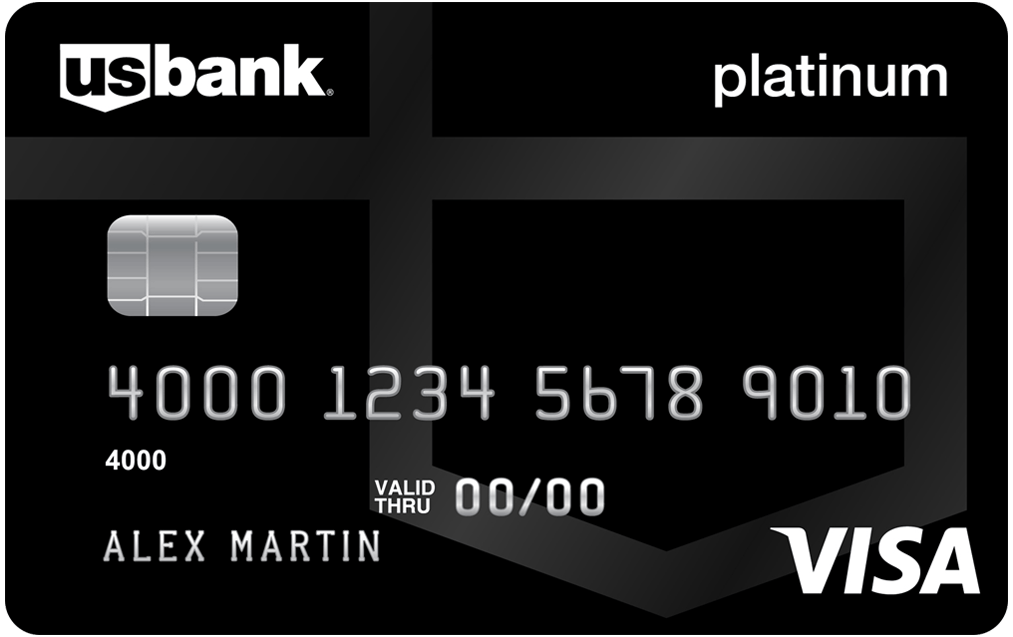 usbank®
platinum
4000 1234 5678 9010
4000
VALID
THRU 00/00
ALEX MARTIN
VISA